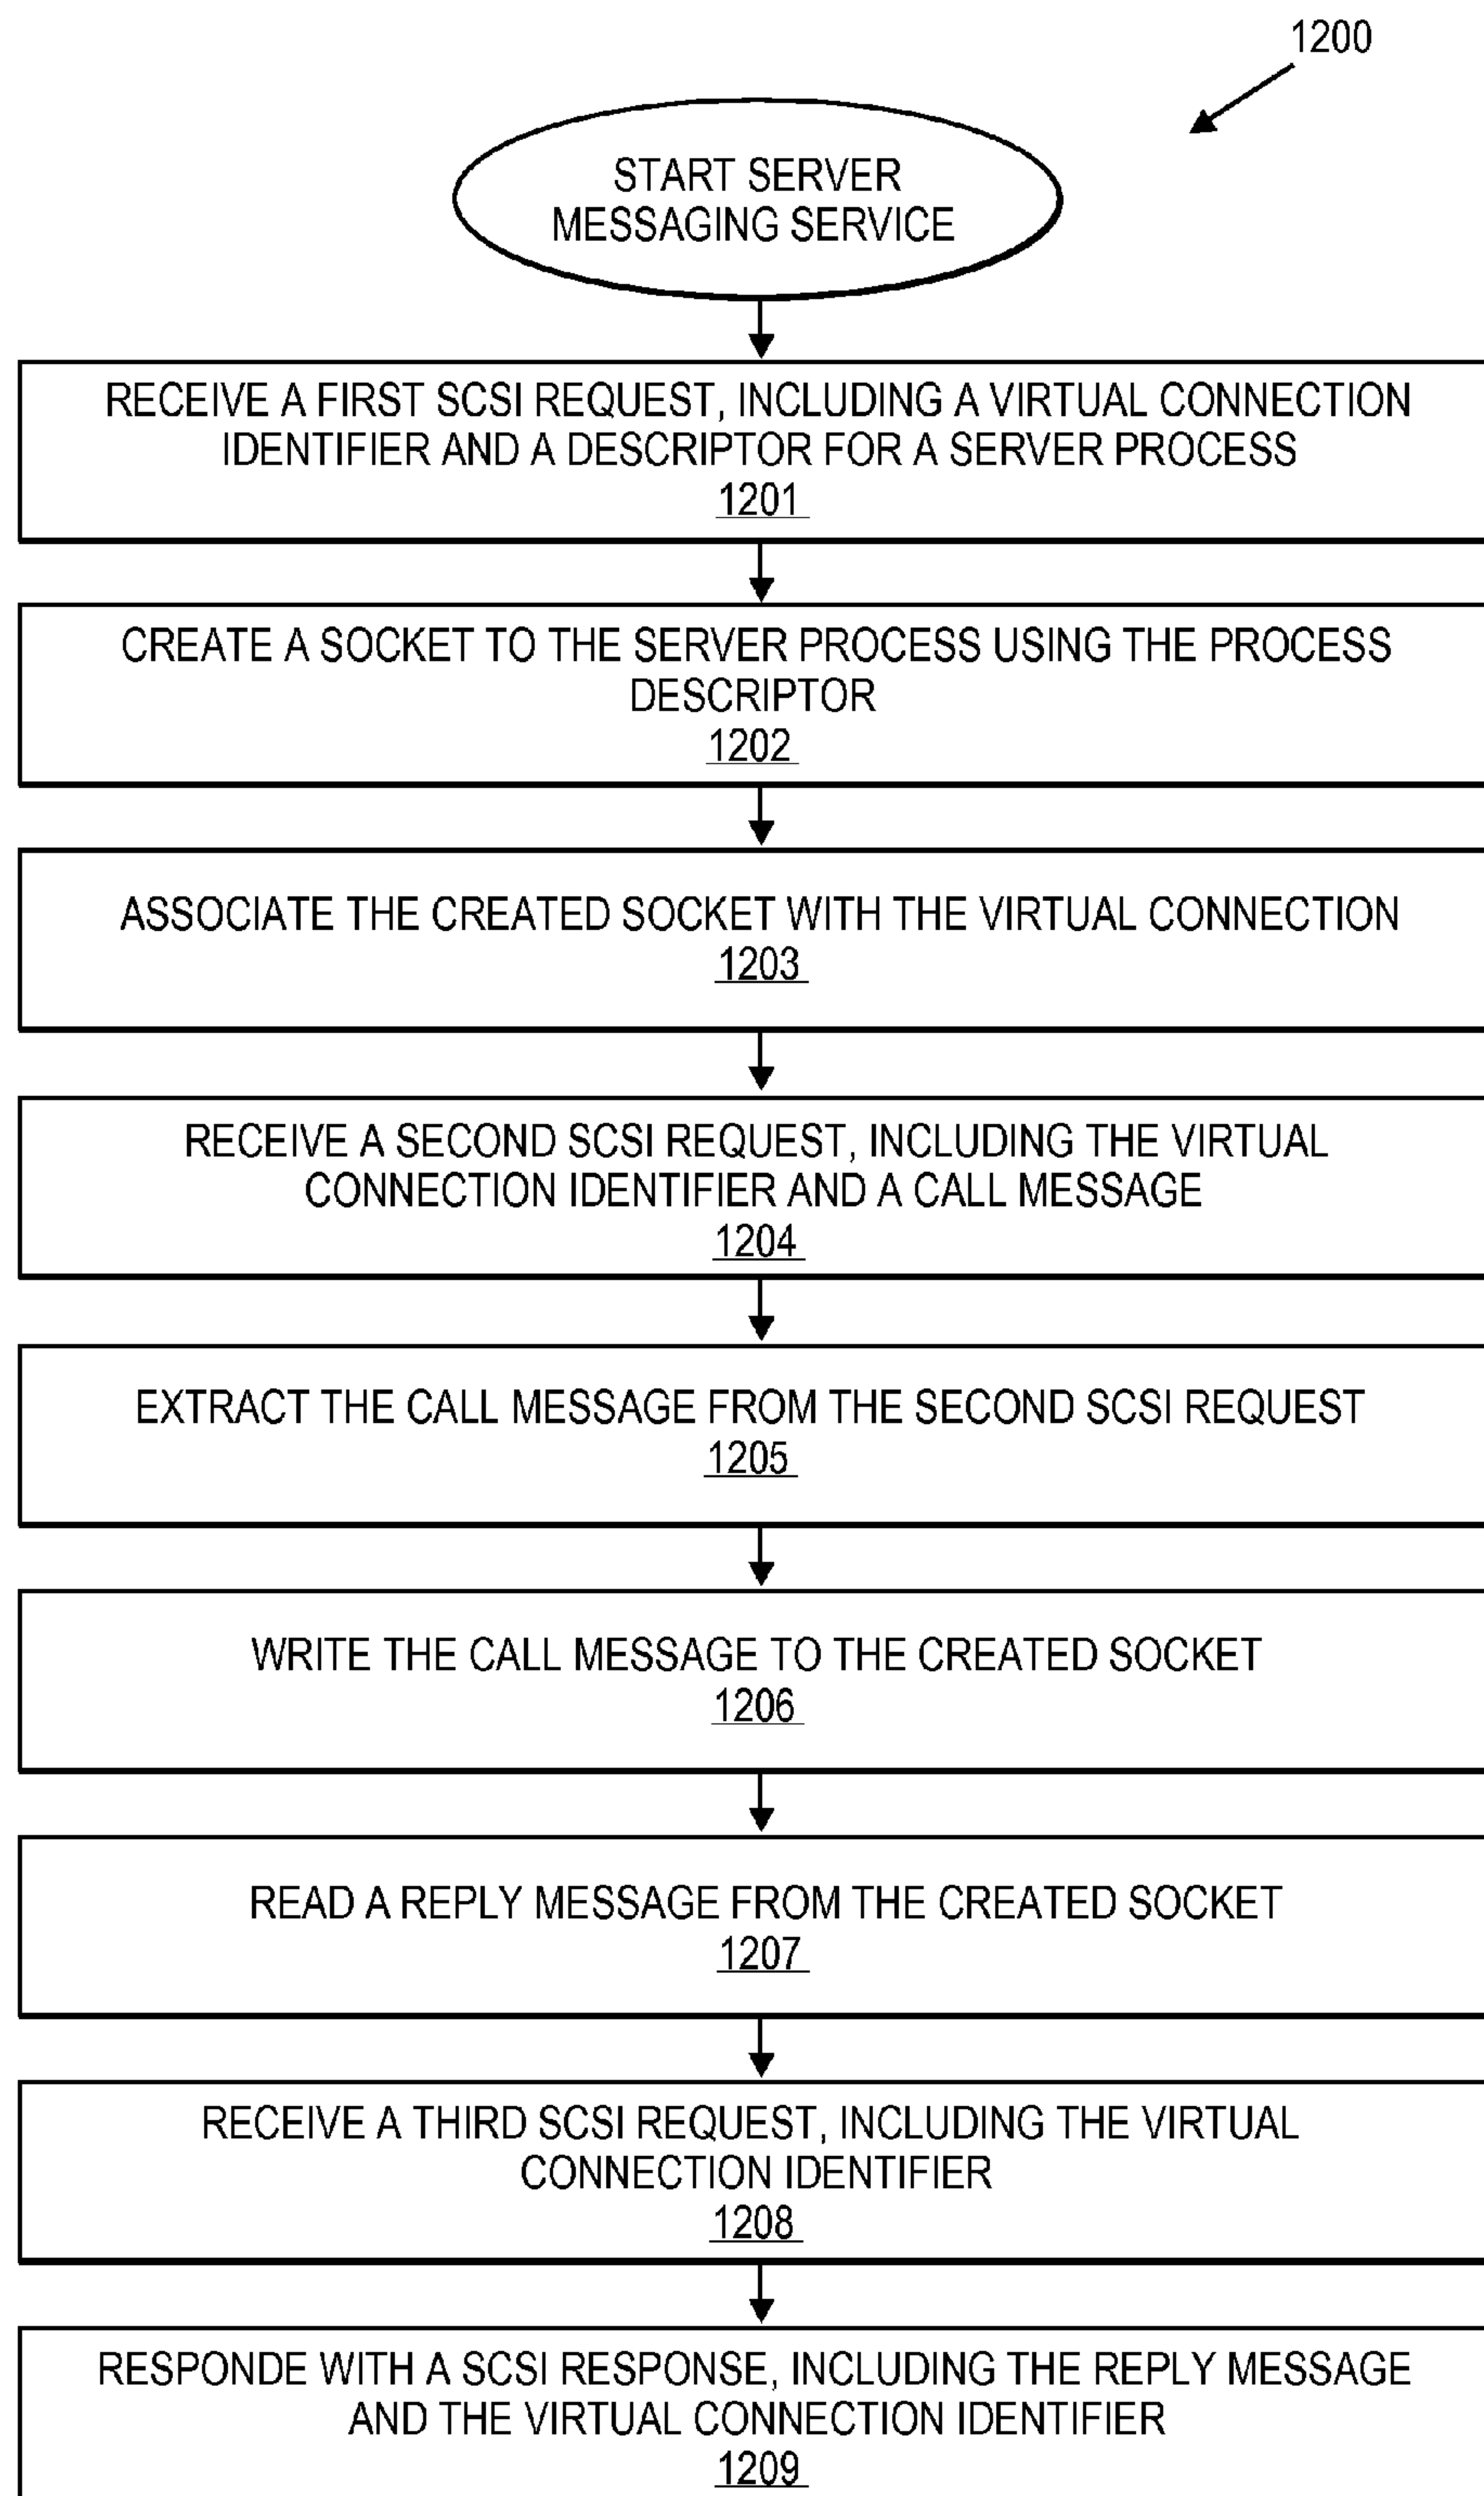 1200
START SERVER
MESSAGING SERVICE
RECEIVE A FIRST SCSI REQUEST, INCLUDING A VIRTUAL CONNECTION
IDENTIFIER AND A DESCRIPTOR FOR A SERVER PROCESS
1201
CREATE A SOCKET TO THE SERVER PROCESS USING THE PROCESS
DESCRIPTOR
1202
ASSOCIATE THE CREATED SOCKET WITH THE VIRTUAL CONNECTION
1203
RECEIVE A SECOND SCSI REQUEST, INCLUDING THE VIRTUAL
CONNECTION IDENTIFIER AND A CALL MESSAGE
1204
EXTRACT THE CALL MESSAGE FROM THE SECOND SCSI REQUEST
1205
WRITE THE CALL MESSAGE TO THE CREATED SOCKET
1206
READ A REPLY MESSAGE FROM THE CREATED SOCKET
1207
RECEIVE A THIRD SCSI REQUEST, INCLUDING THE VIRTUAL
CONNECTION IDENTIFIER
1208
RESPONDE WITH A SCSI RESPONSE, INCLUDING THE REPLY MESSAGE
AND THE VIRTUAL CONNECTION IDENTIFIER
1209